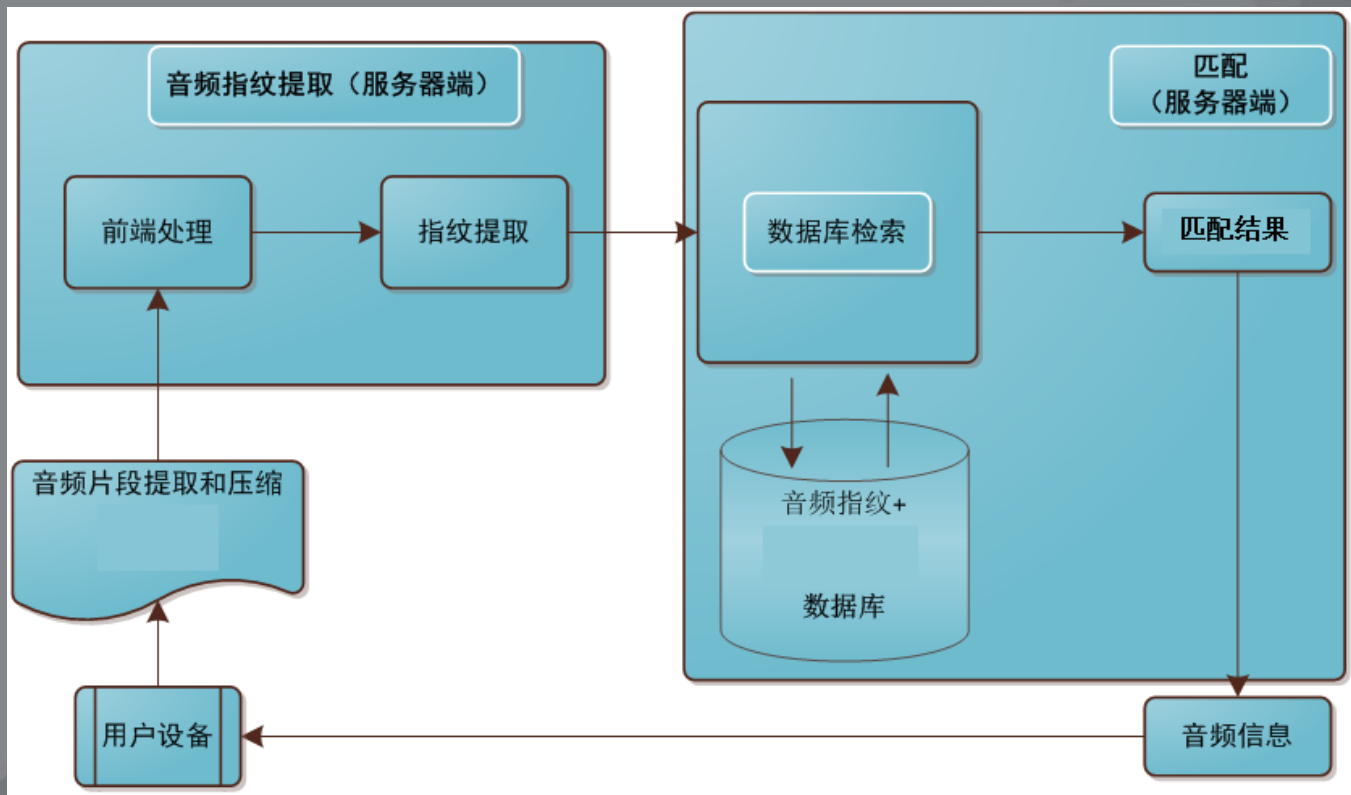 音频指纹提取（服务器端）
前端处理
指纹提取
匹配
（服务器端）
数据库检索
匹配结果
音频片段提取和压缩
音频指纹+
数据库
用户设备
音频信息